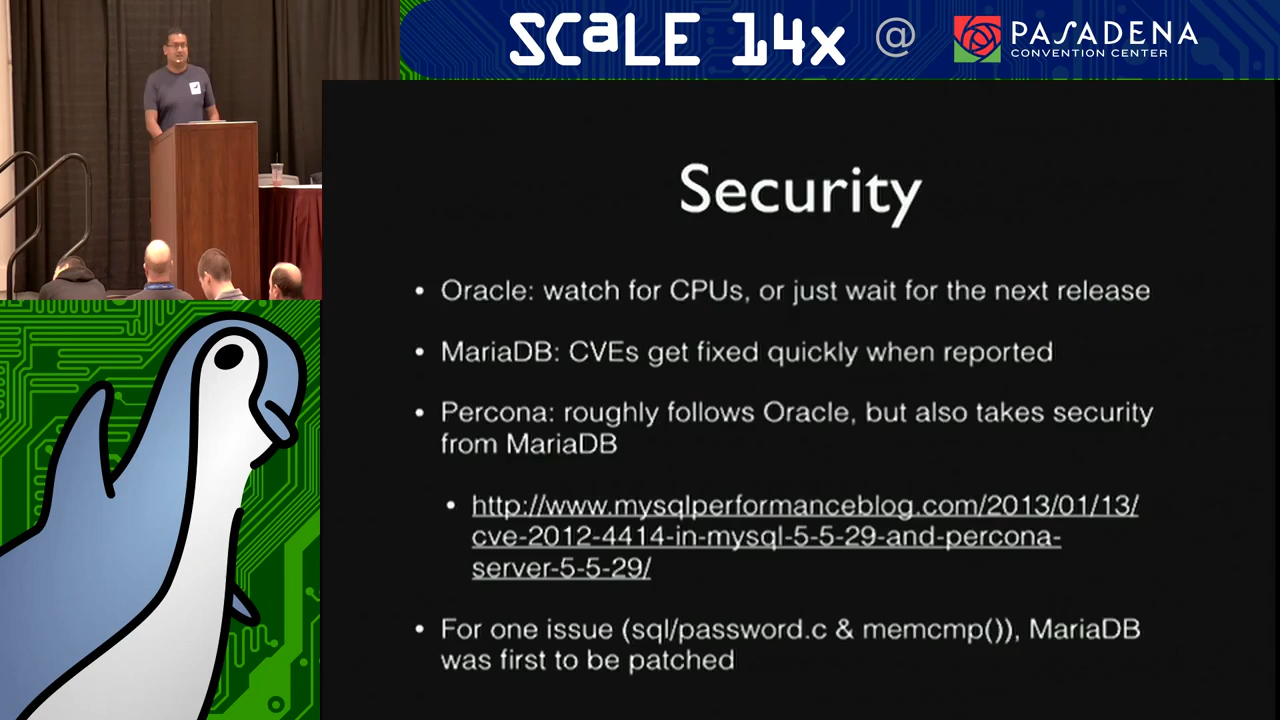 SCaLE 14x @ PASADENA
CONVENTION CENTER
Security
• Oracle: watch for CPUs, or just wait for the next release
• MariaDB: CVEs get fixed quickly when reported
• Percona: roughly follows Oracle, but also takes security
from MariaDB
• http://www.mysqlperformanceblog.com/2013/01/13/
cve-2012-4414-in-mysql-5-5-29-and-percona-
server-5-5-29/
• For one issue (sql/password.c & memcmp()), MariaDB
was first to be patched